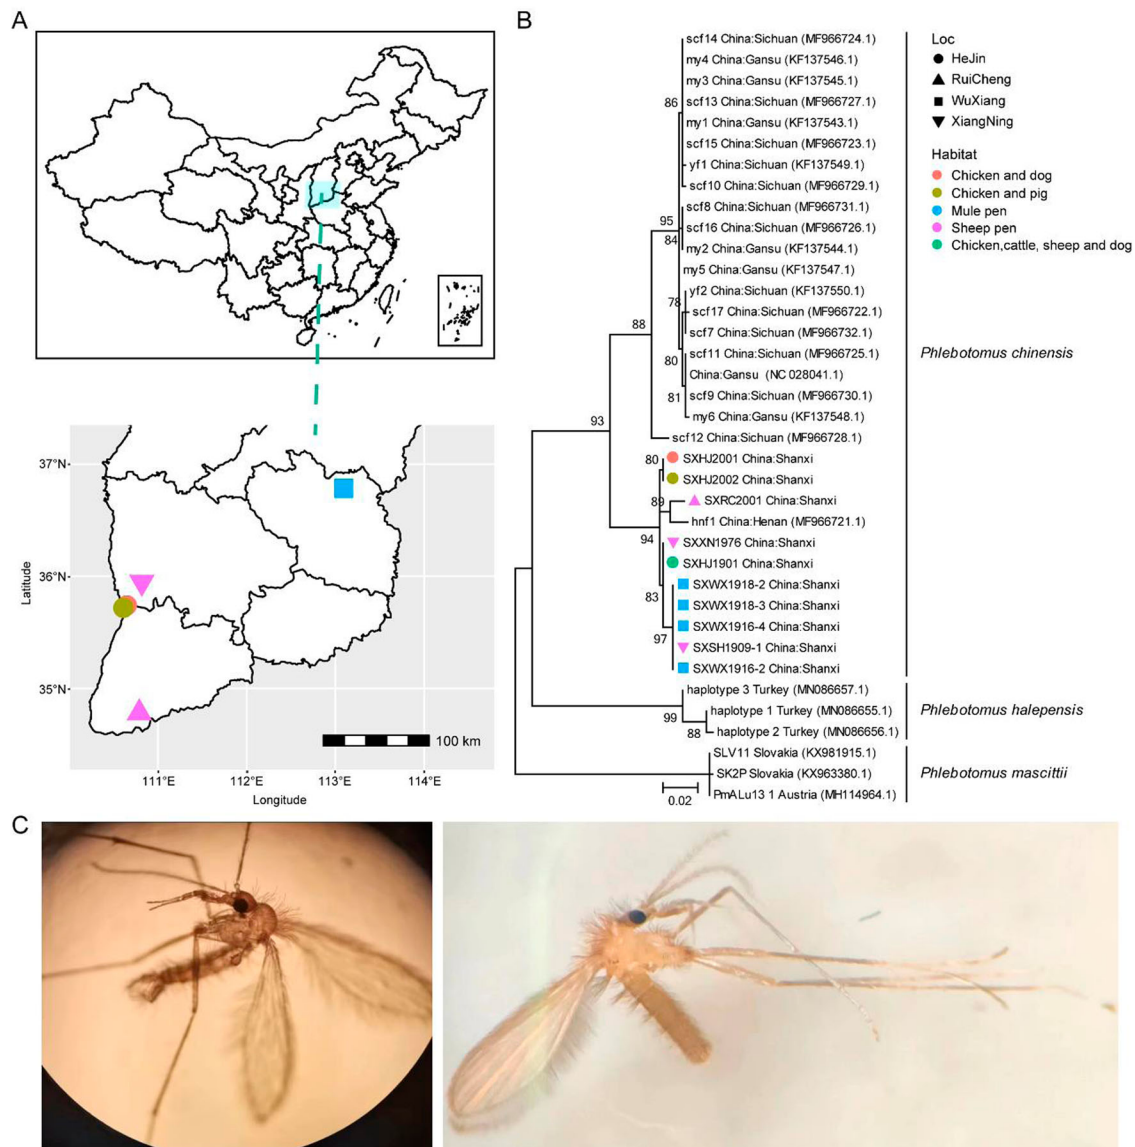 A
B
scf14 China:Sichuan (MF966724.1)
my4 China:Gansu (KF137546.1)
my3 China:Gansu (KF137545.1)
scf13 China:Sichuan (MF966727.1)
86
my1 China:Gansu (KF137543.1)
scf15 China:Sichuan (MF966723.1)
yf1 China:Sichuan (KF137549.1)
scf10 China:Sichuan (MF966729.1)
scf8 China:Sichuan (MF966731.1)
95
scf16 China:Sichuan (MF966726.1)
84
my2 China:Gansu (KF137544.1)
my5 China:Gansu (KF137547.1)
yf2 China:Sichuan (KF137550.1)
78
scf17 China:Sichuan (MF966722.1)
88
scf7 China:Sichuan (MF966732.1)
scf11 China:Sichuan (MF966725.1)
80
China:Gansu (NC 028041.1)
scf9 China:Sichuan (MF966730.1)
81
my6 China:Gansu (KF137548.1)
93
scf12 China:Sichuan (MF966728.1)
80
SXHJ2001 China:Shanxi
SXHJ2002 China:Shanxi
89
SXRC2001 China:Shanxi
hnf1 China:Henan (MF966721.1)
94
SXXN1976 China:Shanxi
SXHJ1901 China:Shanxi
SXWX1918-2 China:Shanxi
83
SXWX1918-3 China:Shanxi
SXWX1916-4 China:Shanxi
97
SXSH1909-1 China:Shanxi
SXWX1916-2 China:Shanxi
haplotype 3 Turkey (MN086657.1)
99
haplotype 1 Turkey (MN086655.1)
88
haplotype 2 Turkey (MN086656.1)
SLV11 Slovakia (KX981915.1)
SK2P Slovakia (KX963380.1)
PmALu13 1 Austria (MH114964.1)
0.02
Phlebotomus chinensis
Phlebotomus halepensis
Phlebotomus mascittii
Loc
HeJin
RuiCheng
WuXiang
XiangNing
Habitat
Chicken and dog
Chicken and pig
Mule pen
Sheep pen
Chicken,cattle, sheep and dog
37°N
36°N
35°N
Latitude
100 km
111°E
112°E
113°E
114°E
Longitude
C